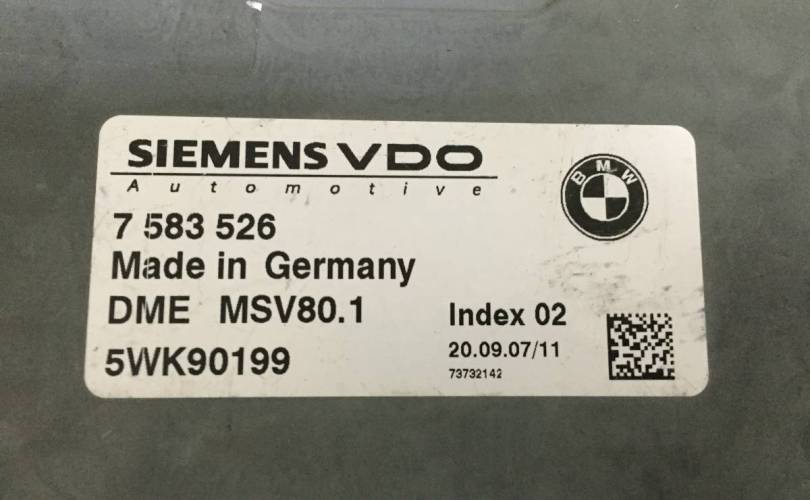 SIEMENS VDO
Automotive
BMW
7 583 526
Made in Germany
DME MSV80.1
Index 02
5WK90199
20.09.07/11
73732142